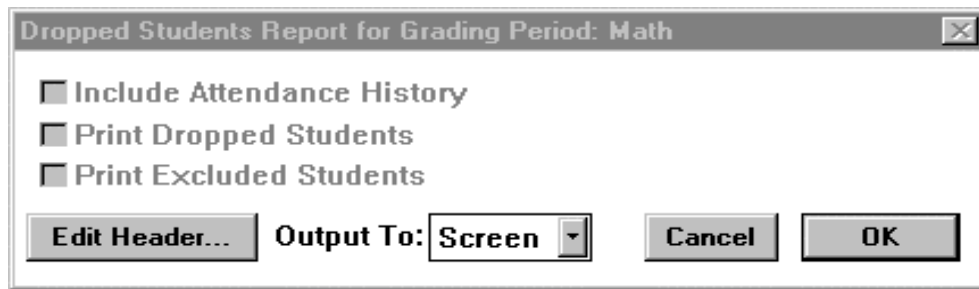 Dropped Students Report for Grading Period: Math
Include Attendance History
Print Dropped Students
Print Excluded Students
Edit Header... Output To: Screen Cancel OK